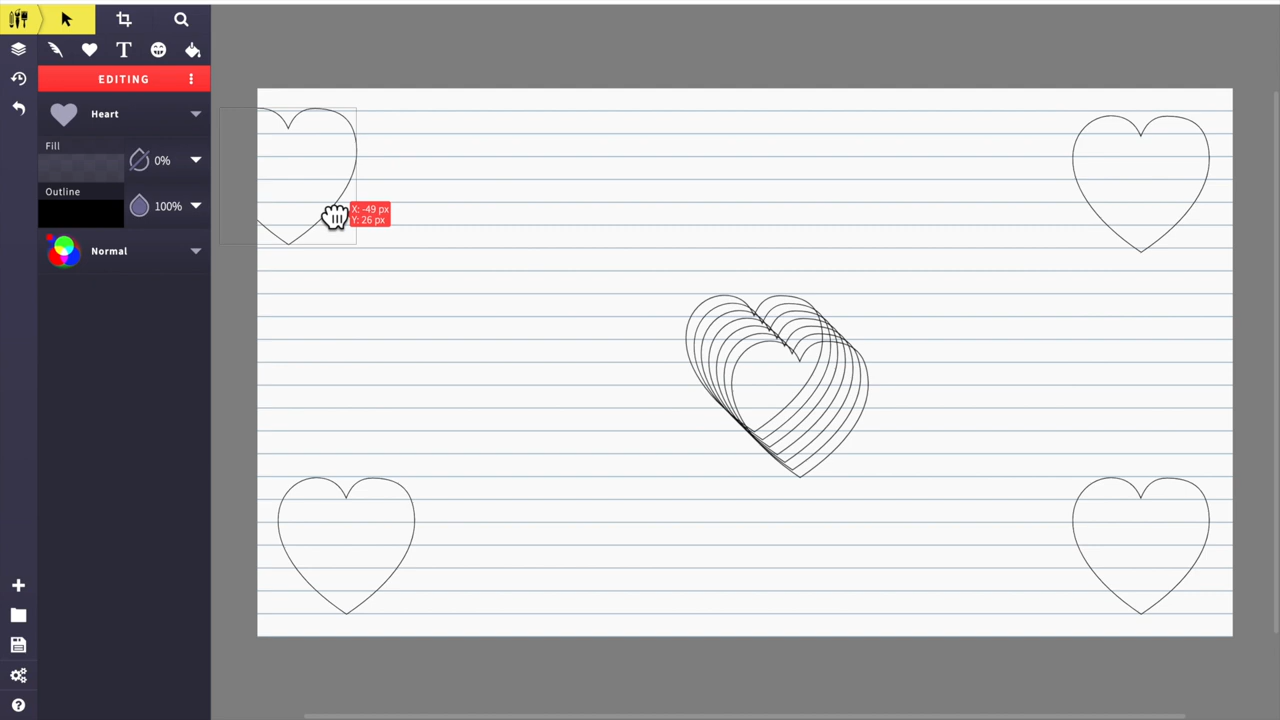 T
EDITING
Heart
Fill
0%
Outline
100%
Normal
X: -49 px
Y: 26 px
?